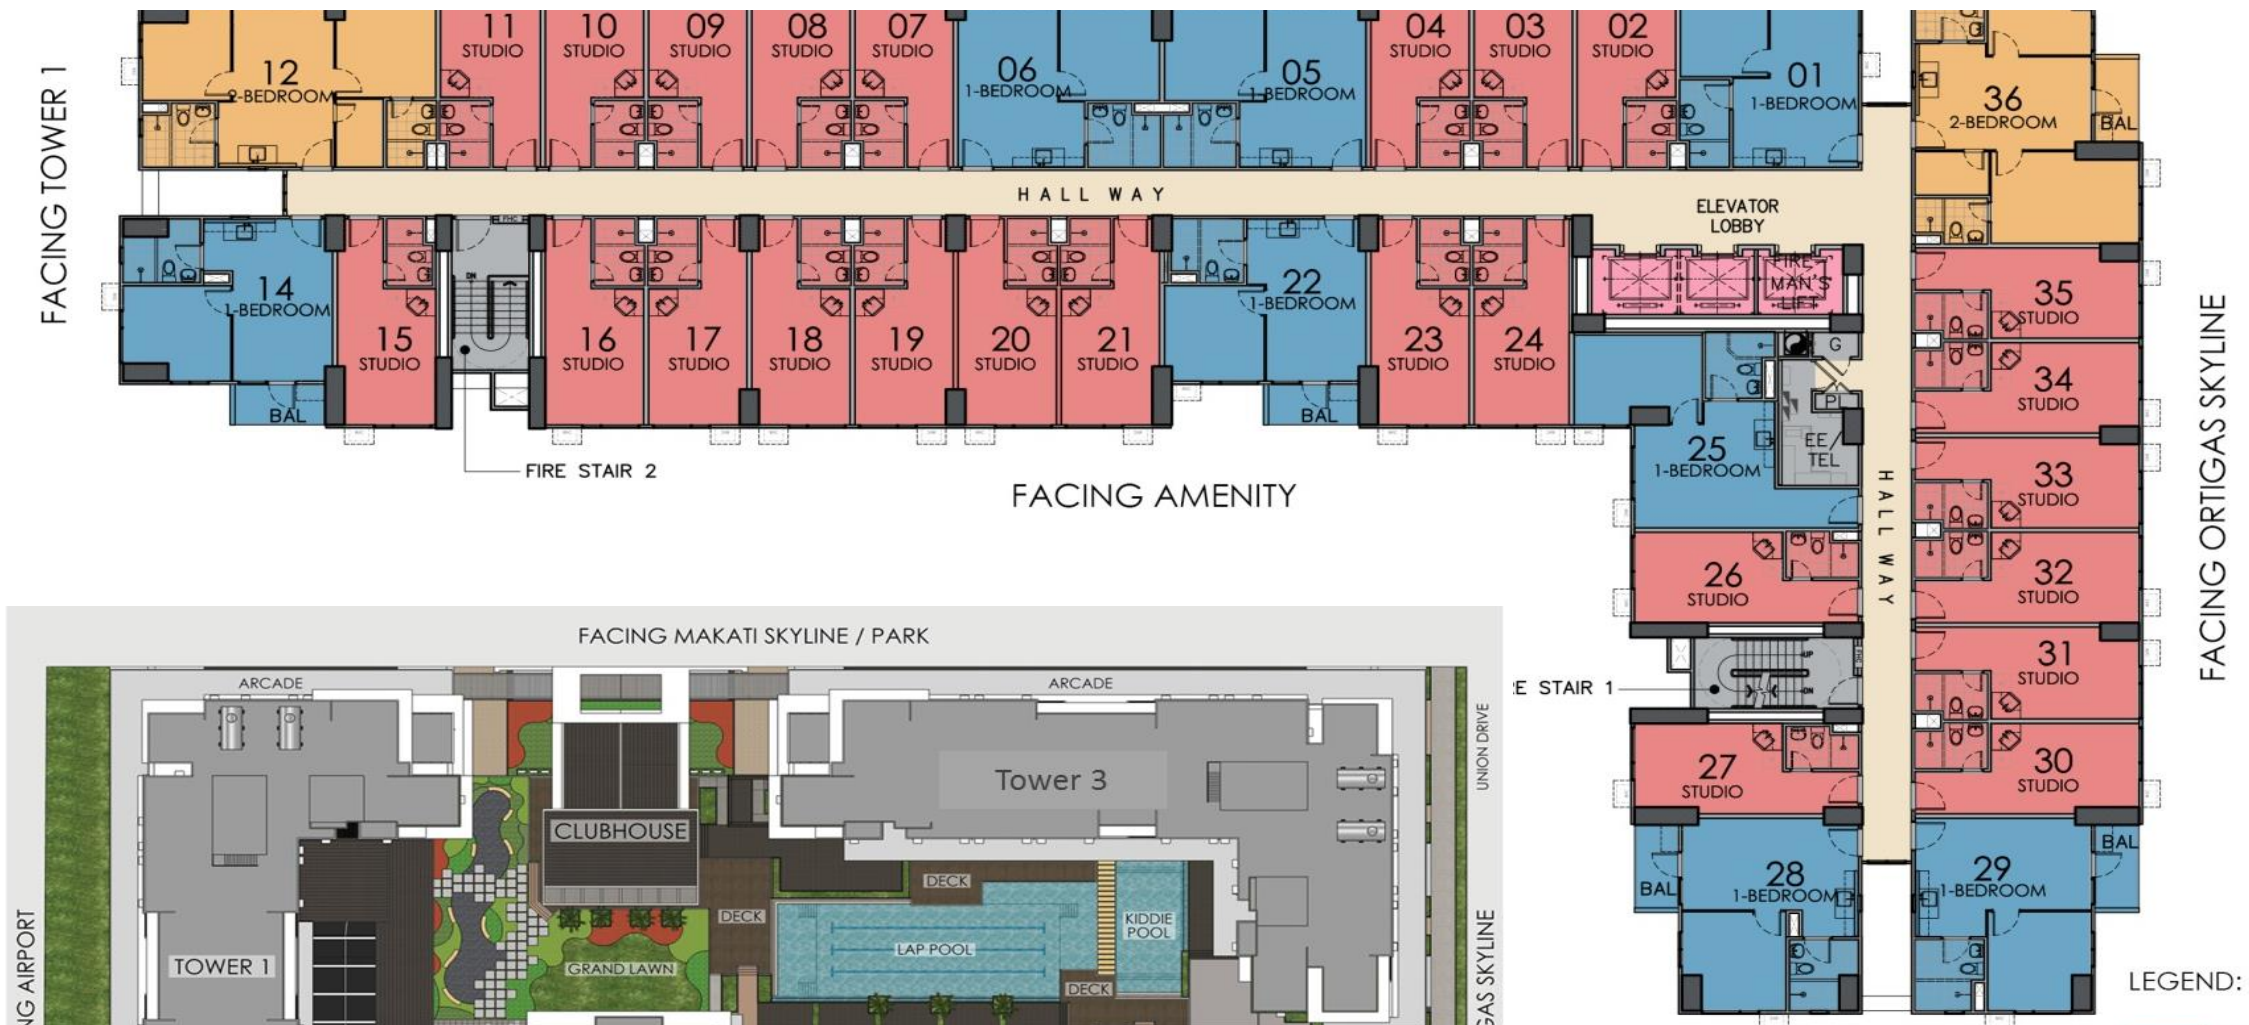 FACING TOWER 1
11
STUDIO
10
STUDIO
09
STUDIO
08
STUDIO
07
STUDIO
04
STUDIO
03
STUDIO
02
STUDIO
12
2-BEDROOM
06
1-BEDROOM
05
1-BEDROOM
01
1-BEDROOM
36
2-BEDROOM
BAL
HALL WAY
ELEVATOR
LOBBY
FHC
DN
FIRE-
MAN'S
LIFT
14
1-BEDROOM
BAL
15
STUDIO
16
STUDIO
17
STUDIO
18
STUDIO
19
STUDIO
20
STUDIO
21
STUDIO
22
1-BEDROOM
BAL
23
STUDIO
24
STUDIO
35
STUDIO
34
STUDIO
G
P
EE/
TEL
25
1-BEDROOM
33
STUDIO
FIRE STAIR 2
FACING AMENITY
HALL WAY
FACING ORTIGAS SKYLINE
26
STUDIO
32
STUDIO
UP
DN
FHC
31
STUDIO
RE STAIR 1
27
STUDIO
30
STUDIO
28
1-BEDROOM
BAL
29
1-BEDROOM
BAL
LEGEND:
FACING MAKATI SKYLINE / PARK
ARCADE
ARCADE
UNION DRIVE
Tower 3
CLUBHOUSE
DECK
DECK
KIDDIE
POOL
LAP POOL
TOWER 1
GRAND LAWN
DECK
NG AIRPORT
GAS SKYLINE